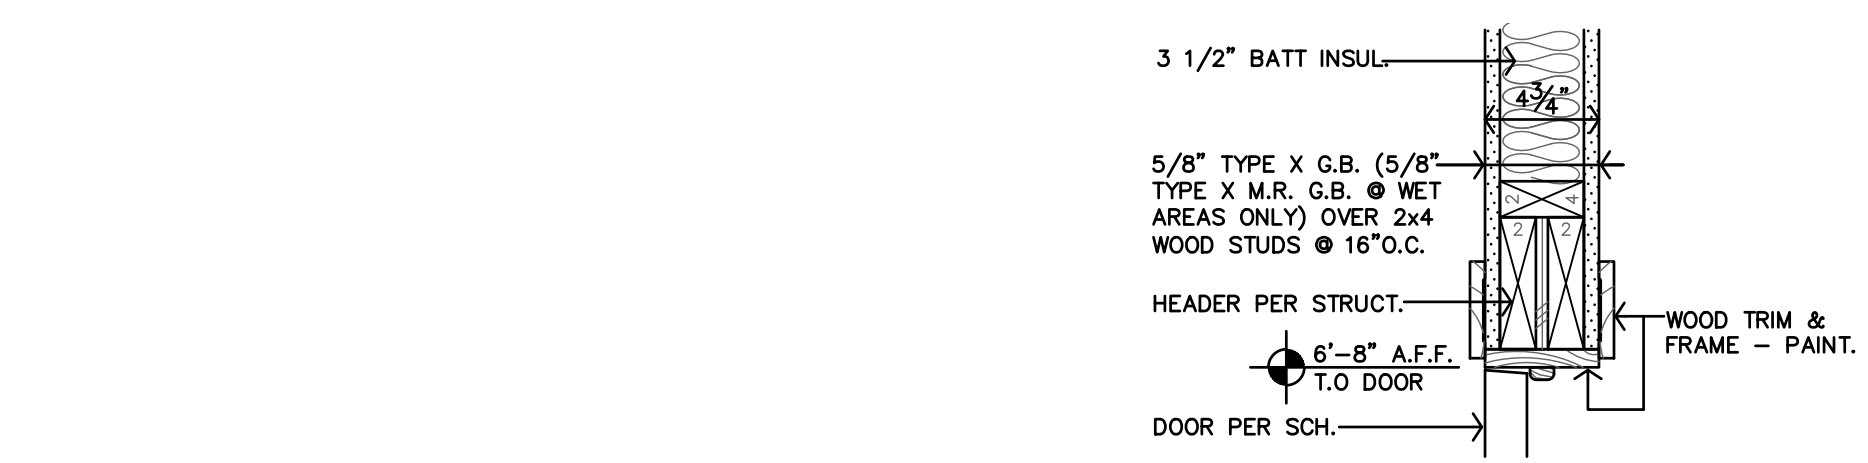 3 1/2" BATT INSUL.
4 3/4"
5/8" TYPE X G.B. (5/8"
TYPE X M.R. G.B. @ WET
AREAS ONLY) OVER 2x4
WOOD STUDS @ 16"O.C.
2 4
2 2
HEADER PER STRUCT.
WOOD TRIM &
FRAME – PAINT.
6'–8" A.F.F.
T.O DOOR
DOOR PER SCH.